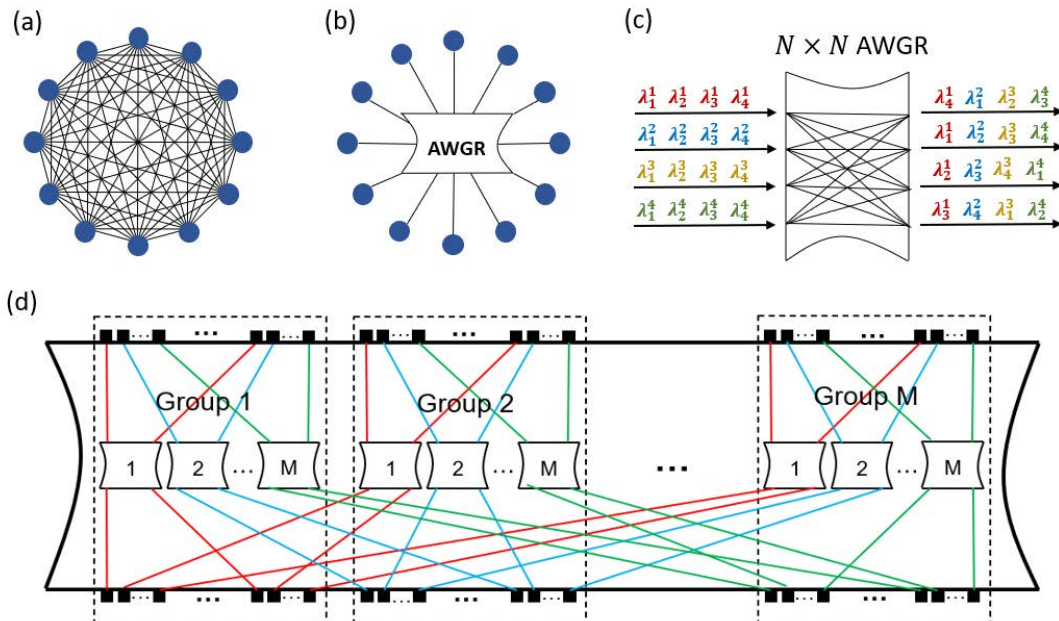 (a)
(b)
(c)
N × N AWGR
AWGR
λ₁¹ λ₂¹ λ₃¹ λ₄¹
λ₁² λ₂² λ₃² λ₄²
λ₁³ λ₂³ λ₃³ λ₄³
λ₁⁴ λ₂⁴ λ₃⁴ λ₄⁴
λ₄¹ λ₁² λ₂³ λ₃⁴
λ₁¹ λ₂² λ₃³ λ₄⁴
λ₂¹ λ₃² λ₄³ λ₁⁴
λ₃¹ λ₄² λ₁³ λ₂⁴
(d)
Group 1
Group 2
Group M
1 2 ... M
1 2 ... M
...
1 2 ... M